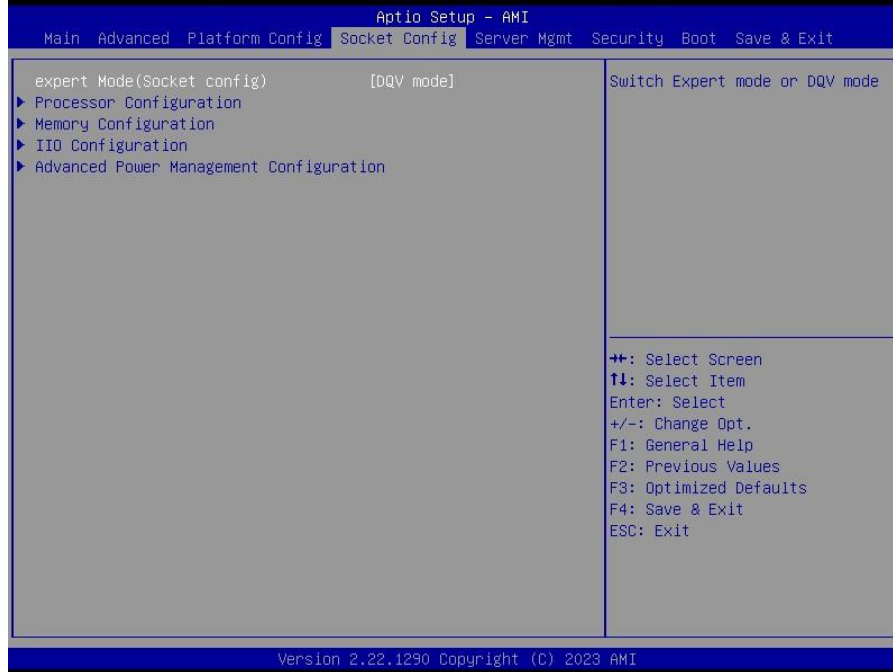 Aptio Setup - AMI
Main Advanced Platform Config Socket Config Server Mgmt Security Boot Save & Exit
expert Mode(Socket config) [DQV mode]
Processor Configuration
Memory Configuration
IIO Configuration
Advanced Power Management Configuration
Switch Expert mode or DQV mode
→←: Select Screen
↑↓: Select Item
Enter: Select
+/-: Change Opt.
F1: General Help
F2: Previous Values
F3: Optimized Defaults
F4: Save & Exit
ESC: Exit
Version 2.22.1290 Copyright (C) 2023 AMI